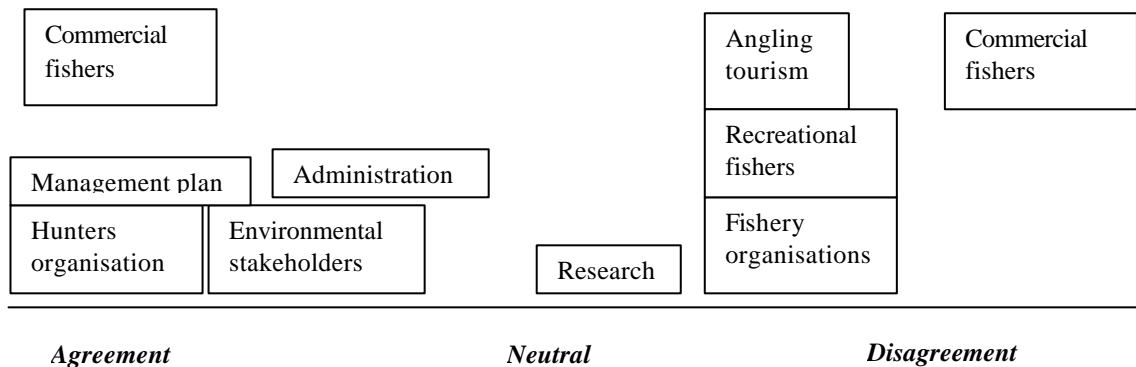 Commercial
fishers
Angling
tourism
Commercial
fishers
Recreational
fishers
Management plan
Administration
Hunters
organisation
Environmental
stakeholders
Fishery
organisations
Research
Agreement
Neutral
Disagreement